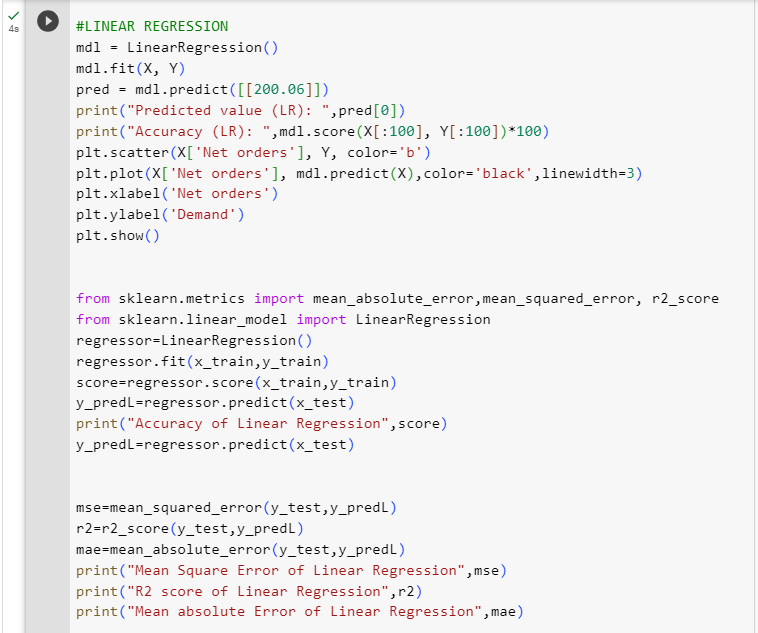 4s
#LINEAR REGRESSION
mdl = LinearRegression()
mdl.fit(X, Y)
pred = mdl.predict([[200.06]])
print("Predicted value (LR): ",pred[0])
print("Accuracy (LR): ",mdl.score(X[:100], Y[:100])*100)
plt.scatter(X['Net orders'], Y, color='b')
plt.plot(X['Net orders'], mdl.predict(X),color='black',linewidth=3)
plt.xlabel('Net orders')
plt.ylabel('Demand')
plt.show()
from sklearn.metrics import mean_absolute_error,mean_squared_error, r2_score
from sklearn.linear_model import LinearRegression
regressor=LinearRegression()
regressor.fit(x_train,y_train)
score=regressor.score(x_train,y_train)
y_predL=regressor.predict(x_test)
print("Accuracy of Linear Regression",score)
y_predL=regressor.predict(x_test)
mse=mean_squared_error(y_test,y_predL)
r2=r2_score(y_test,y_predL)
mae=mean_absolute_error(y_test,y_predL)
print("Mean Square Error of Linear Regression",mse)
print("R2 score of Linear Regression",r2)
print("Mean absolute Error of Linear Regression",mae)